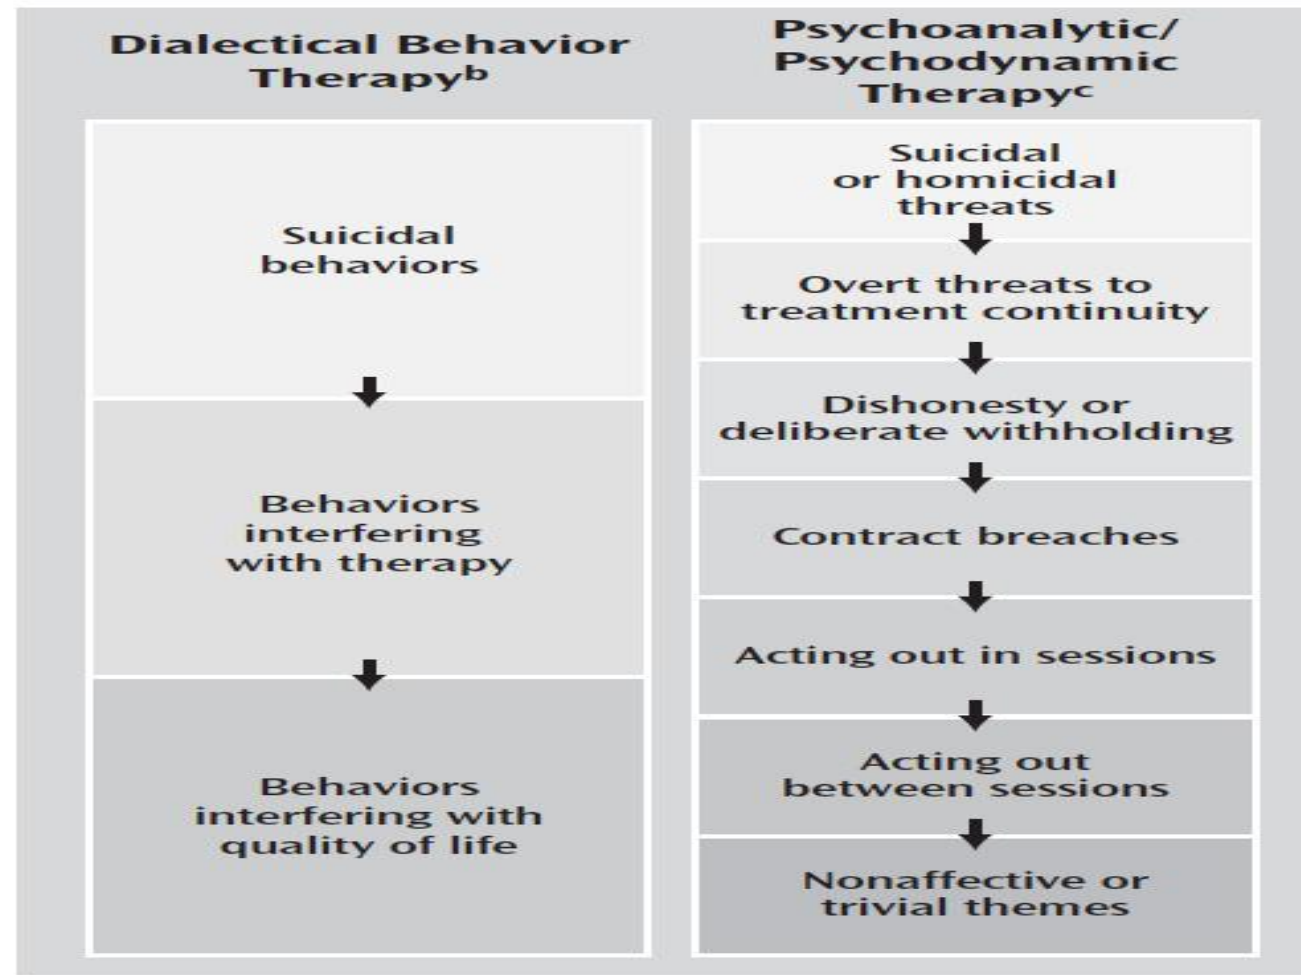 Dialectical Behavior
Therapyᵇ
Suicidal
behaviors
Behaviors
interfering
with therapy
Behaviors
interfering with
quality of life
Psychoanalytic/
Psychodynamic
Therapyᶜ
Suicidal
or homicidal
threats
Overt threats to
treatment continuity
Dishonesty or
deliberate withholding
Contract breaches
Acting out in sessions
Acting out
between sessions
Nonaffective or
trivial themes